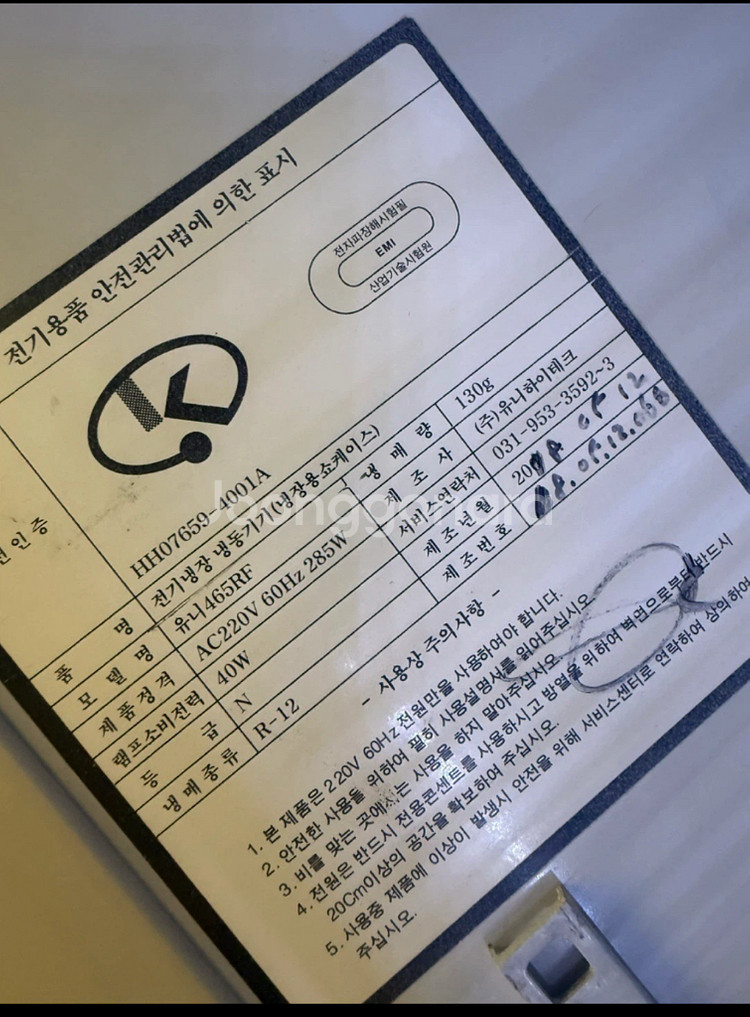 전기용품 안전관리법에 의한 표시
전자파장해시험필
EMI
산업기술시험원
k
인증
HH07659-4001A
품 명 전기냉장 냉동기기(냉장용쇼케이스)
모 델 명 유니465RF
제품정격 AC220V 60Hz 285W
램프소비전력 40W
등 급 N
냉매종류 R-12
냉 매 량 130g
제 조 사 (주)유니하이테크
서비스연락처 031-953-3592~3
제 조 년 월 20
제 조 번 호
- 사용상 주의사항 -
1. 본 제품은 220V 60Hz 전원만을 사용하여야 합니다.
2. 안전한 사용을 위하여 필히 사용설명서를 읽어주십시오.
3. 비를 맞는 곳에서는 사용을 하지 말아주십시오.
4. 전원은 반드시 전용콘센트를 사용하시고 방열을 위하여 벽면으로부터 반드시
20Cm이상의 공간을 확보하여 주십시오.
5. 사용중 제품에 이상이 발생시 안전을 위해 서비스센터로 연락하여 상의하여
주십시오.
Joonggonara